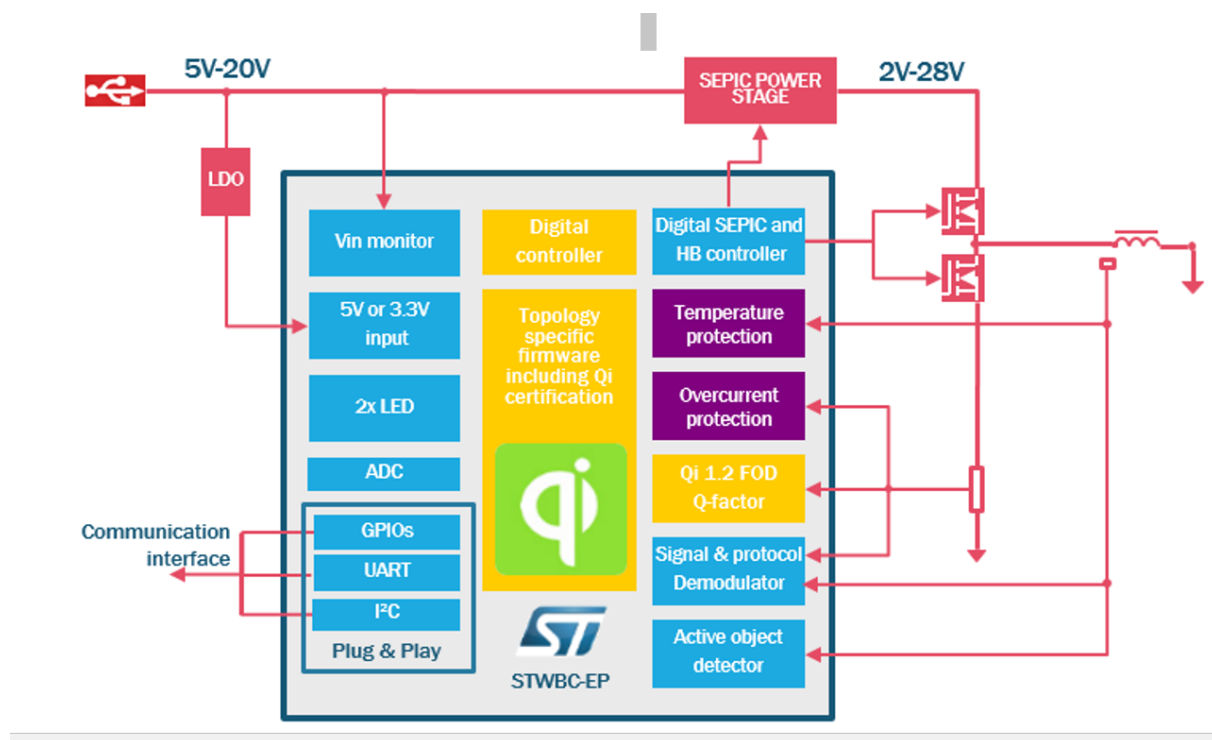 5V-20V
SEPIC POWER
STAGE
2V-28V
LDO
Vin monitor
Digital
controller
Digital SEPIC and
HB controller
5V or 3.3V
input
Topology
specific
firmware
including Qi
certification
Temperature
protection
2x LED
Overcurrent
protection
ADC
qi
Qi 1.2 FOD
Q-factor
Communication
interface
GPIOs
UART
I²C
Plug & Play
Signal & protocol
Demodulator
ST
STWBC-EP
Active object
detector